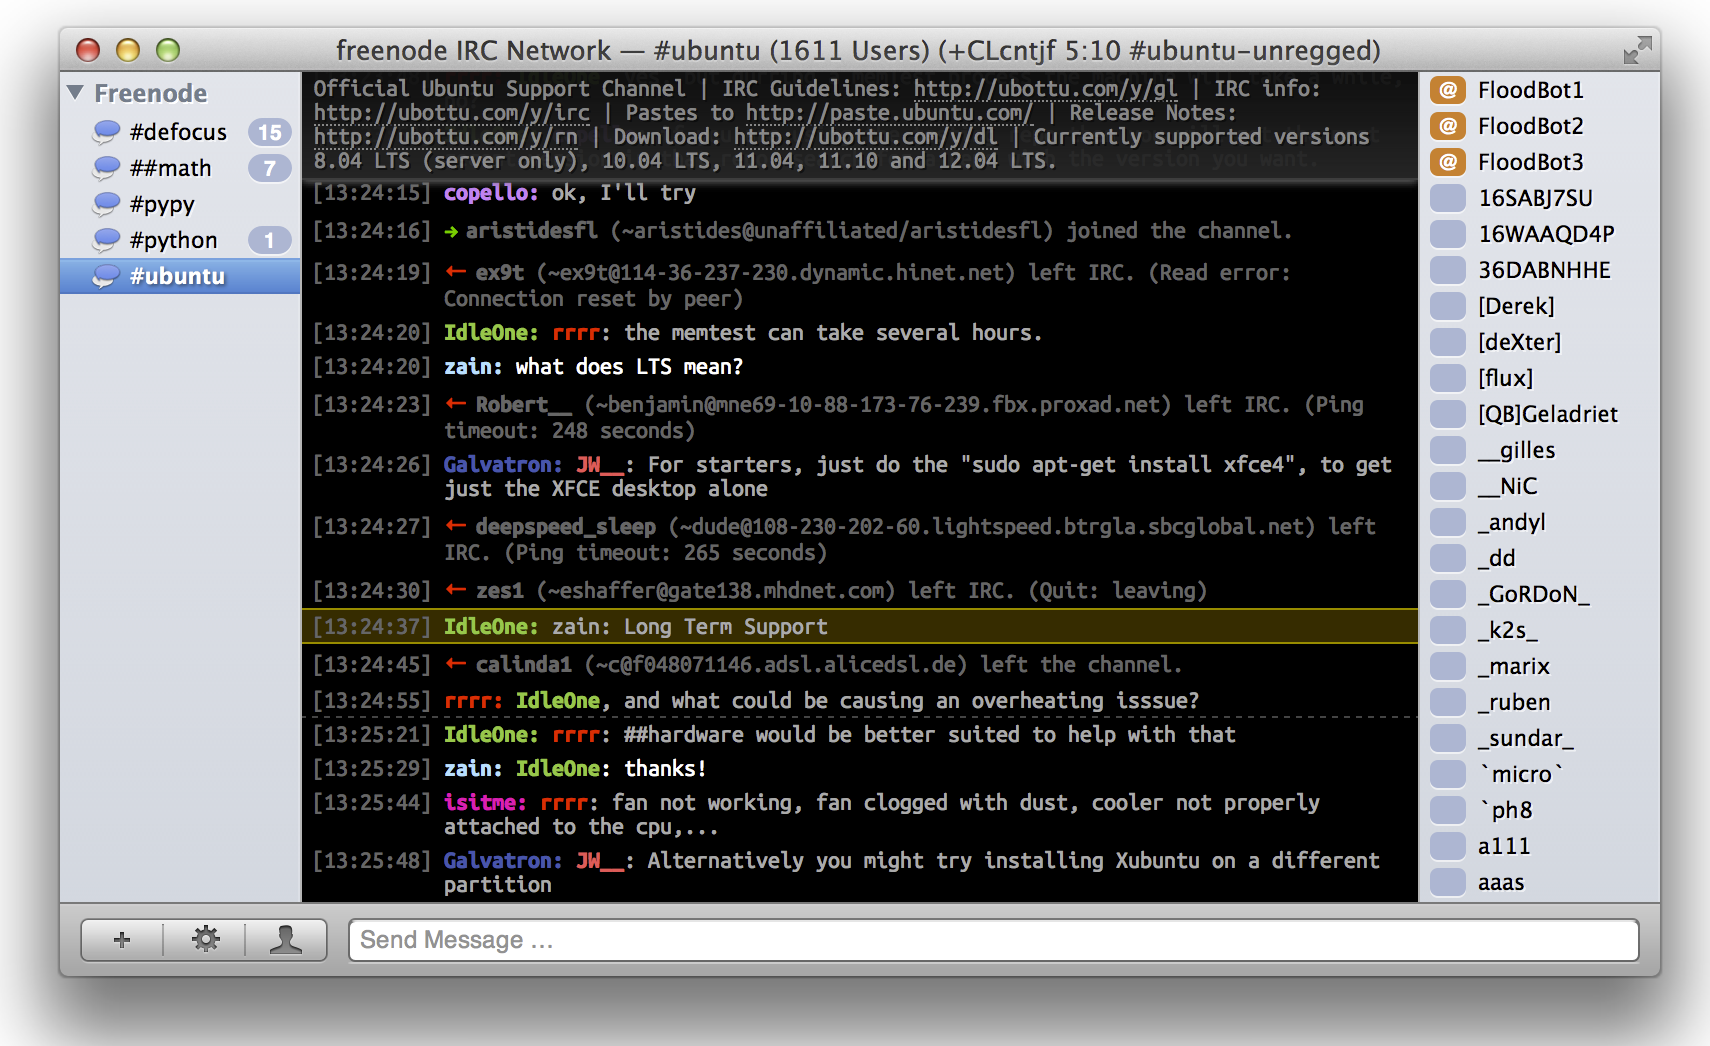 freenode IRC Network — #ubuntu (1611 Users) (+CLcntjf 5:10 #ubuntu-unregged)
Freenode
#defocus 15
##math 7
#pypy
#python 1
#ubuntu
Official Ubuntu Support Channel | IRC Guidelines: http://ubottu.com/y/gl | IRC info:
http://ubottu.com/y/irc | Pastes to http://paste.ubuntu.com/ | Release Notes:
http://ubottu.com/y/rn | Download: http://ubottu.com/y/dl | Currently supported versions
8.04 LTS (server only), 10.04 LTS, 11.04, 11.10 and 12.04 LTS.
the version you want.
[13:24:15] copello: ok, I'll try
[13:24:16] → aristidesfl (~aristides@unaffiliated/aristidesfl) joined the channel.
[13:24:19] ← ex9t (~ex9t@114-36-237-230.dynamic.hinet.net) left IRC. (Read error:
Connection reset by peer)
[13:24:20] IdleOne: rrrr: the memtest can take several hours.
[13:24:20] zain: what does LTS mean?
[13:24:23] ← Robert__ (~benjamin@mne69-10-88-173-76-239.fbx.proxad.net) left IRC. (Ping
timeout: 248 seconds)
[13:24:26] Galvatron: JW__: For starters, just do the "sudo apt-get install xfce4", to get
just the XFCE desktop alone
[13:24:27] ← deepspeed_sleep (~dude@108-230-202-60.lightspeed.btrgla.sbcglobal.net) left
IRC. (Ping timeout: 265 seconds)
[13:24:30] ← zes1 (~eshaffer@gate138.mhdnet.com) left IRC. (Quit: leaving)
[13:24:37] IdleOne: zain: Long Term Support
[13:24:45] ← calinda1 (~c@f048071146.adsl.alicedsl.de) left the channel.
[13:24:55] rrrr: IdleOne, and what could be causing an overheating isssue?
[13:25:21] IdleOne: rrrr: ##hardware would be better suited to help with that
[13:25:29] zain: IdleOne: thanks!
[13:25:44] isitme: rrrr: fan not working, fan clogged with dust, cooler not properly
attached to the cpu,...
[13:25:48] Galvatron: JW__: Alternatively you might try installing Xubuntu on a different
partition
@ FloodBot1
@ FloodBot2
@ FloodBot3
16SABJ7SU
16WAAQD4P
36DABNHHE
[Derek]
[deXter]
[flux]
[QB]Geladriet
__gilles
__NiC
_andyl
_dd
_GoRDoN_
_k2s_
_marix
_ruben
_sundar_
`micro`
`ph8
a111
aaas
Send Message ...